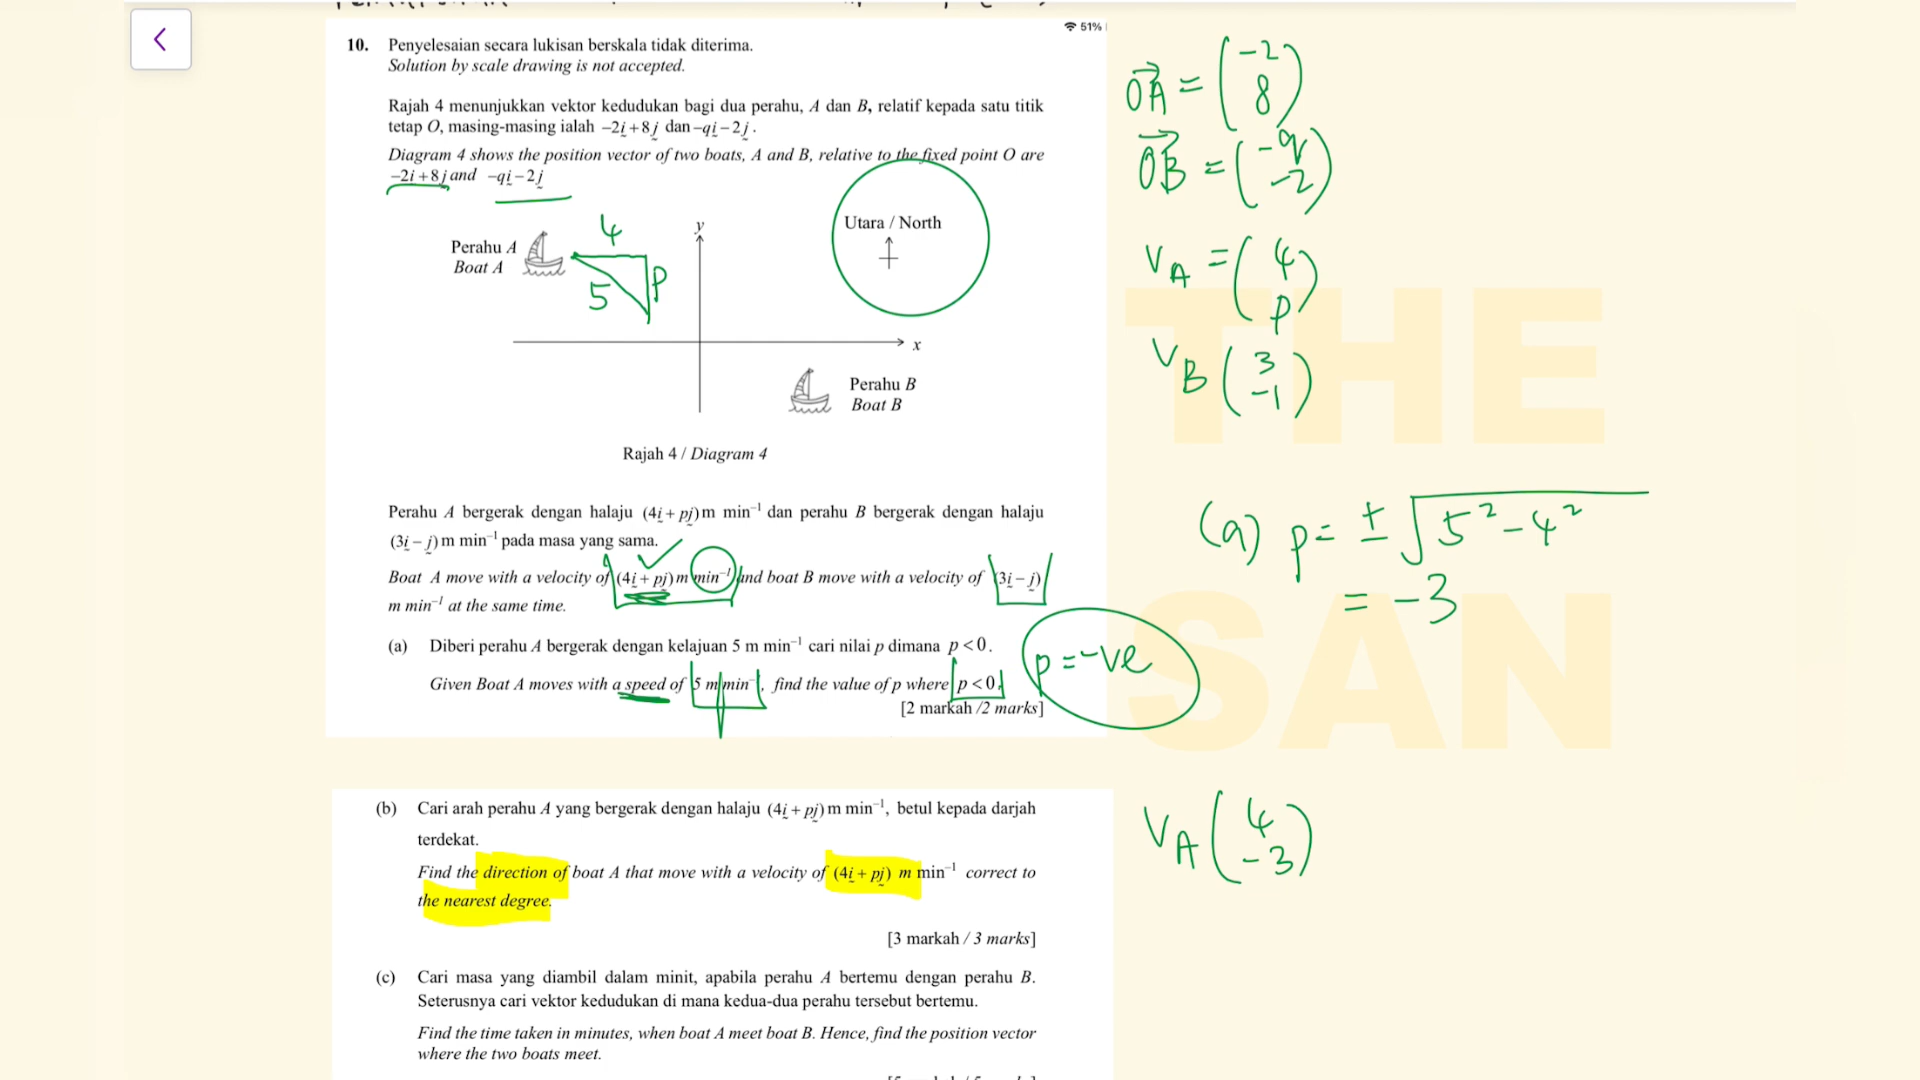 51%
10. Penyelesaian secara lukisan berskala tidak diterima.
Solution by scale drawing is not accepted.
Rajah 4 menunjukkan vektor kedudukan bagi dua perahu, A dan B, relatif kepada satu titik
tetap O, masing-masing ialah −2i+8j dan −qi−2j.
Diagram 4 shows the position vector of two boats, A and B, relative to the fixed point O are
−2i+8j and −qi−2j
Perahu A
Boat A
4
5
P
y
x
Utara / North
Perahu B
Boat B
Rajah 4 / Diagram 4
Perahu A bergerak dengan halaju (4i+pj) m min⁻¹ dan perahu B bergerak dengan halaju
(3i−j) m min⁻¹ pada masa yang sama.
Boat A move with a velocity of (4i+pj) m min⁻¹ and boat B move with a velocity of (3i−j)
m min⁻¹ at the same time.
(a) Diberi perahu A bergerak dengan kelajuan 5 m min⁻¹ cari nilai p dimana p<0.
Given Boat A moves with a speed of 5 m min⁻¹, find the value of p where p<0.
[2 markah /2 marks]
p = -ve
(b) Cari arah perahu A yang bergerak dengan halaju (4i+pj) m min⁻¹, betul kepada darjah
terdekat.
Find the direction of boat A that move with a velocity of (4i+pj) m min⁻¹ correct to
the nearest degree.
[3 markah / 3 marks]
(c) Cari masa yang diambil dalam minit, apabila perahu A bertemu dengan perahu B.
Seterusnya cari vektor kedudukan di mana kedua-dua perahu tersebut bertemu.
Find the time taken in minutes, when boat A meet boat B. Hence, find the position vector
where the two boats meet.
OA = (-2
8)
OB = (-q
-2)
VA = (4
p)
VB (3
-1)
(a) p = ± √5²-4²
= -3
VA (4
-3)
THE
SAN